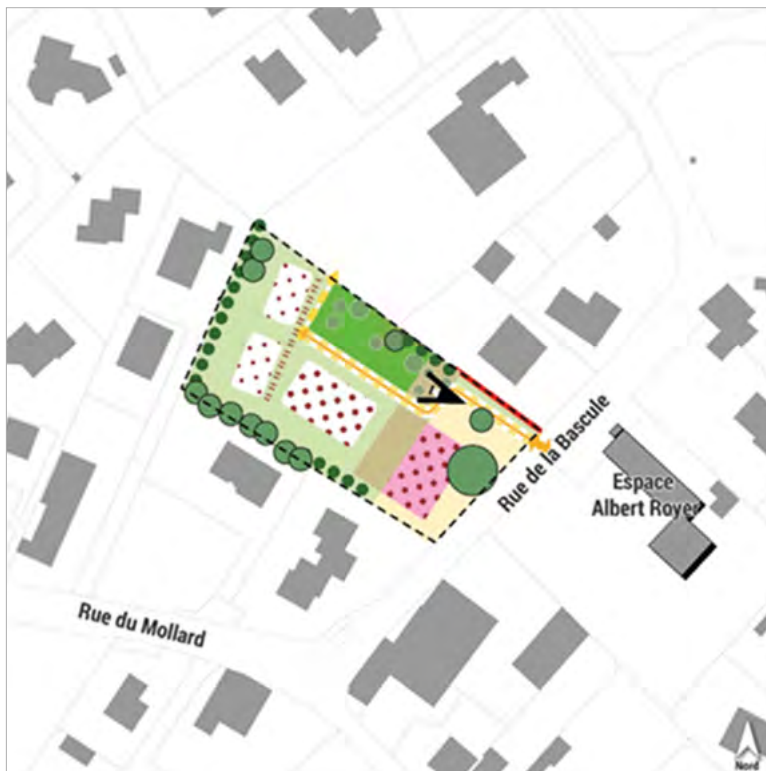 Rue de la Bascule
Espace
Albert Royer
Rue du Mollard
Nord